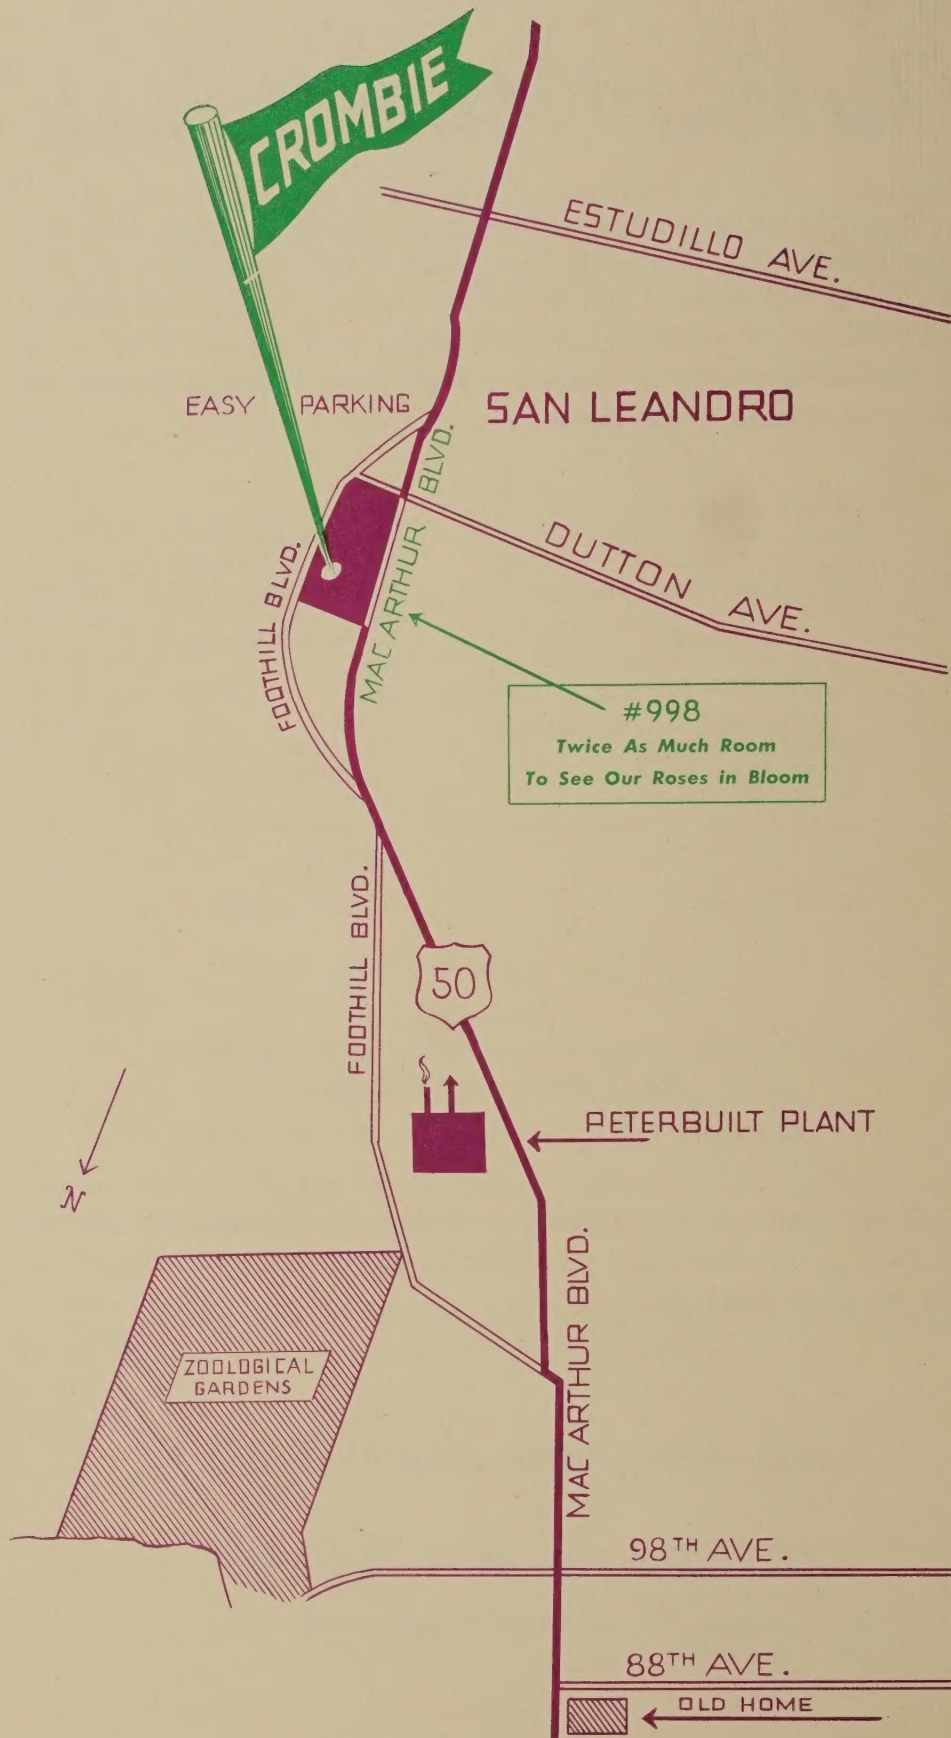 CROMBIE
ESTUDILLO AVE.
EASY PARKING
SAN LEANDRO
MAC ARTHUR BLVD.
DUTTON AVE.
FOOTHILL BLVD.
#998
Twice As Much Room
To See Our Roses in Bloom
FOOTHILL BLVD.
50
PETERBUILT PLANT
N
MAC ARTHUR BLVD.
ZOOLOGICAL
GARDENS
98TH AVE.
88TH AVE.
OLD HOME